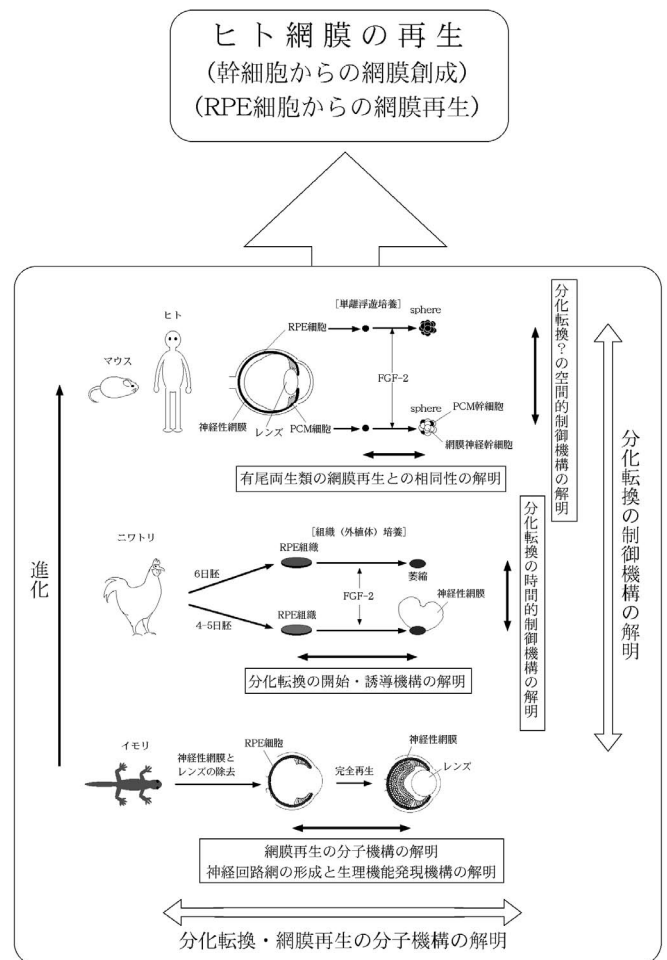 ヒト網膜の再生
(幹細胞からの網膜創成)
(RPE細胞からの網膜再生)
[単離浮遊培養]
sphere
RPE細胞
ヒト
マウス
FGF-2
sphere
PCM幹細胞
神経性網膜
レンズ
PCM細胞
網膜神経幹細胞
有尾両生類の網膜再生との相同性の解明
分化転換?の空間的制御機構の解明
ニワトリ
[組織(外植体)培養]
RPE組織
6日胚
萎縮
FGF-2
神経性網膜
4-5日胚
RPE組織
分化転換の開始・誘導機構の解明
分化転換の時間的制御機構の解明
分化転換の制御機構の解明
進化
イモリ
神経性網膜と
レンズの除去
RPE細胞
完全再生
神経性網膜
レンズ
網膜再生の分子機構の解明
神経回路網の形成と生理機能発現機構の解明
分化転換・網膜再生の分子機構の解明